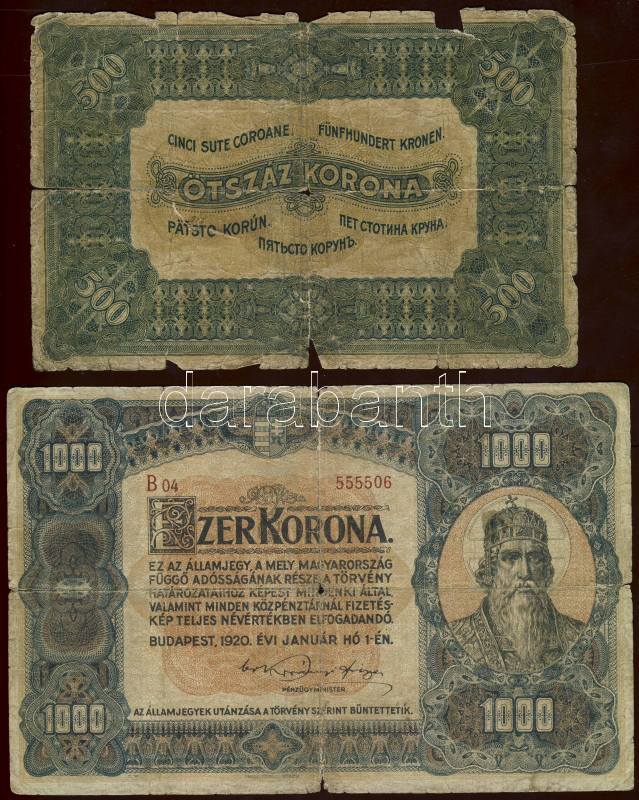 500 500
CINCI SUTE COROANE. FÜNFHUNDERT KRONEN.
ÖTSZÁZ KORONA
PÄTSTO KORÚN. ПЕТ СТОТИНА КРУНА.
ПЯТЬСТО КОРУНЪ.
500 500
darabanth
1000 1000
B 04 555506
EZER KORONA.
EZ AZ ÁLLAMJEGY, A MELY MAGYARORSZÁG
FÜGGŐ ADÓSSÁGÁNAK RÉSZE, A TÖRVÉNY
HATÁROZATAIHOZ KÉPEST MINDENKI ÁLTAL,
VALAMINT MINDEN KÖZPÉNZTÁRNÁL FIZETÉS-
KÉP TELJES NÉVÉRTÉKBEN ELFOGADANDÓ.
BUDAPEST, 1920. ÉVI JANUÁR HÓ 1-ÉN.
PÉNZÜGYMINISTER.
AZ ÁLLAMJEGYEK UTÁNZÁSA A TÖRVÉNY SZERINT BÜNTETTETIK.
1000 1000